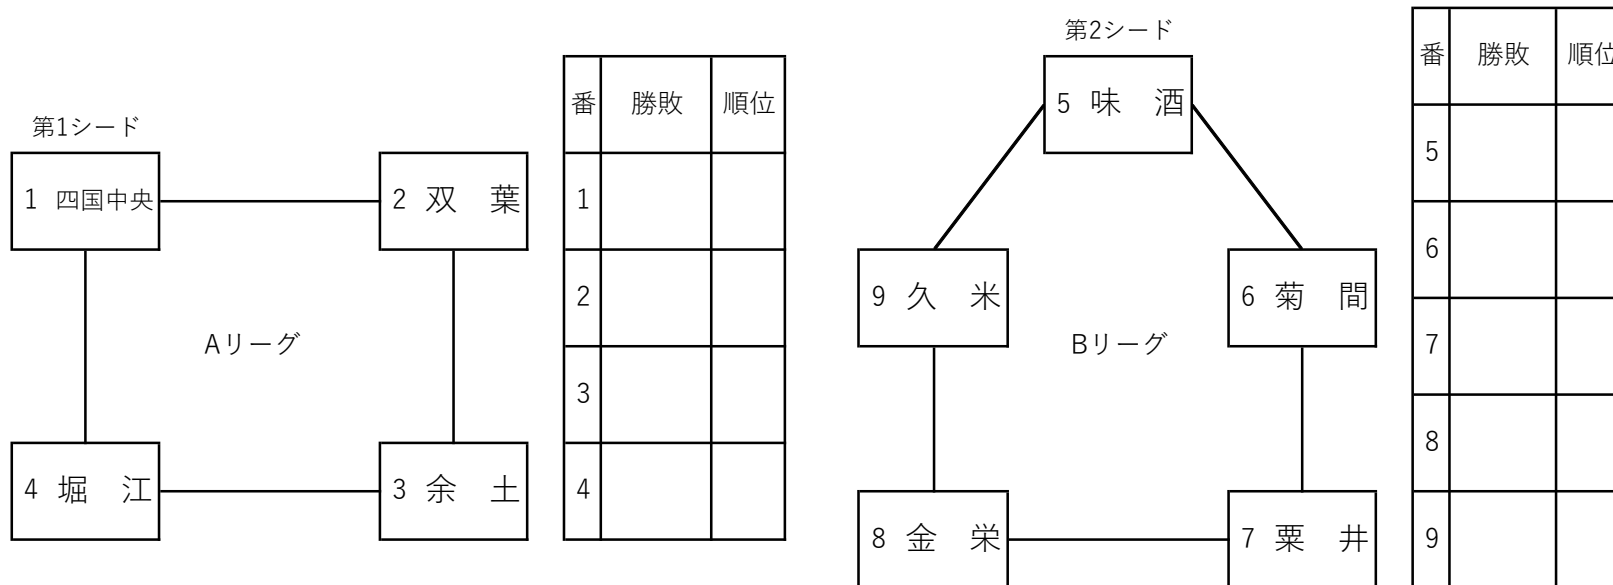 第1シード
1 四国中央
2 双　葉
Aリーグ
4 堀　江
3 余　土
番 勝敗 順位
1
2
3
4
第2シード
5 味　酒
9 久　米
6 菊　間
Bリーグ
8 金　栄
7 粟　井
番 勝敗 順位
5
6
7
8
9